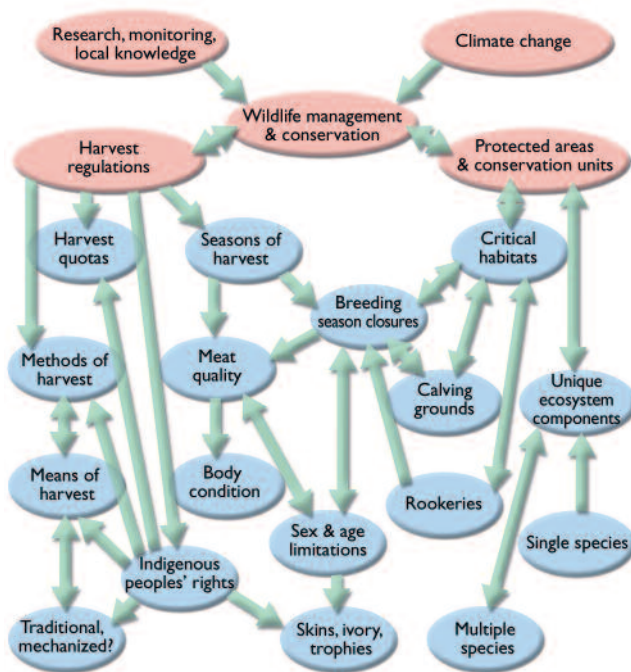 Research, monitoring,
local knowledge
Climate change
Wildlife management
& conservation
Harvest
regulations
Protected areas
& conservation units
Harvest
quotas
Seasons of
harvest
Critical
habitats
Breeding
season closures
Methods of
harvest
Meat
quality
Calving
grounds
Unique
ecosystem
components
Means of
harvest
Body
condition
Rookeries
Sex & age
limitations
Single species
Indigenous
peoples' rights
Traditional,
mechanized?
Skins, ivory,
trophies
Multiple
species